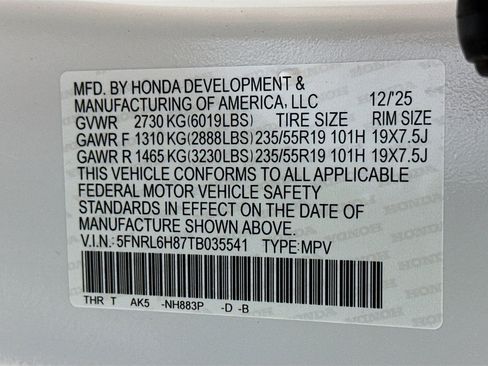 MFD. BY HONDA DEVELOPMENT &
MANUFACTURING OF AMERICA, LLC 12/'25
GVWR 2730 KG(6019LBS) TIRE SIZE RIM SIZE
GAWR F 1310 KG(2888LBS) 235/55R19 101H 19X7.5J
GAWR R 1465 KG(3230LBS) 235/55R19 101H 19X7.5J
THIS VEHICLE CONFORMS TO ALL APPLICABLE
FEDERAL MOTOR VEHICLE SAFETY
STANDARDS IN EFFECT ON THE DATE OF
MANUFACTURE SHOWN ABOVE.
V.I.N: 5FNRL6H87TB035541 TYPE: MPV
THR T AK5 -NH883P -D -B